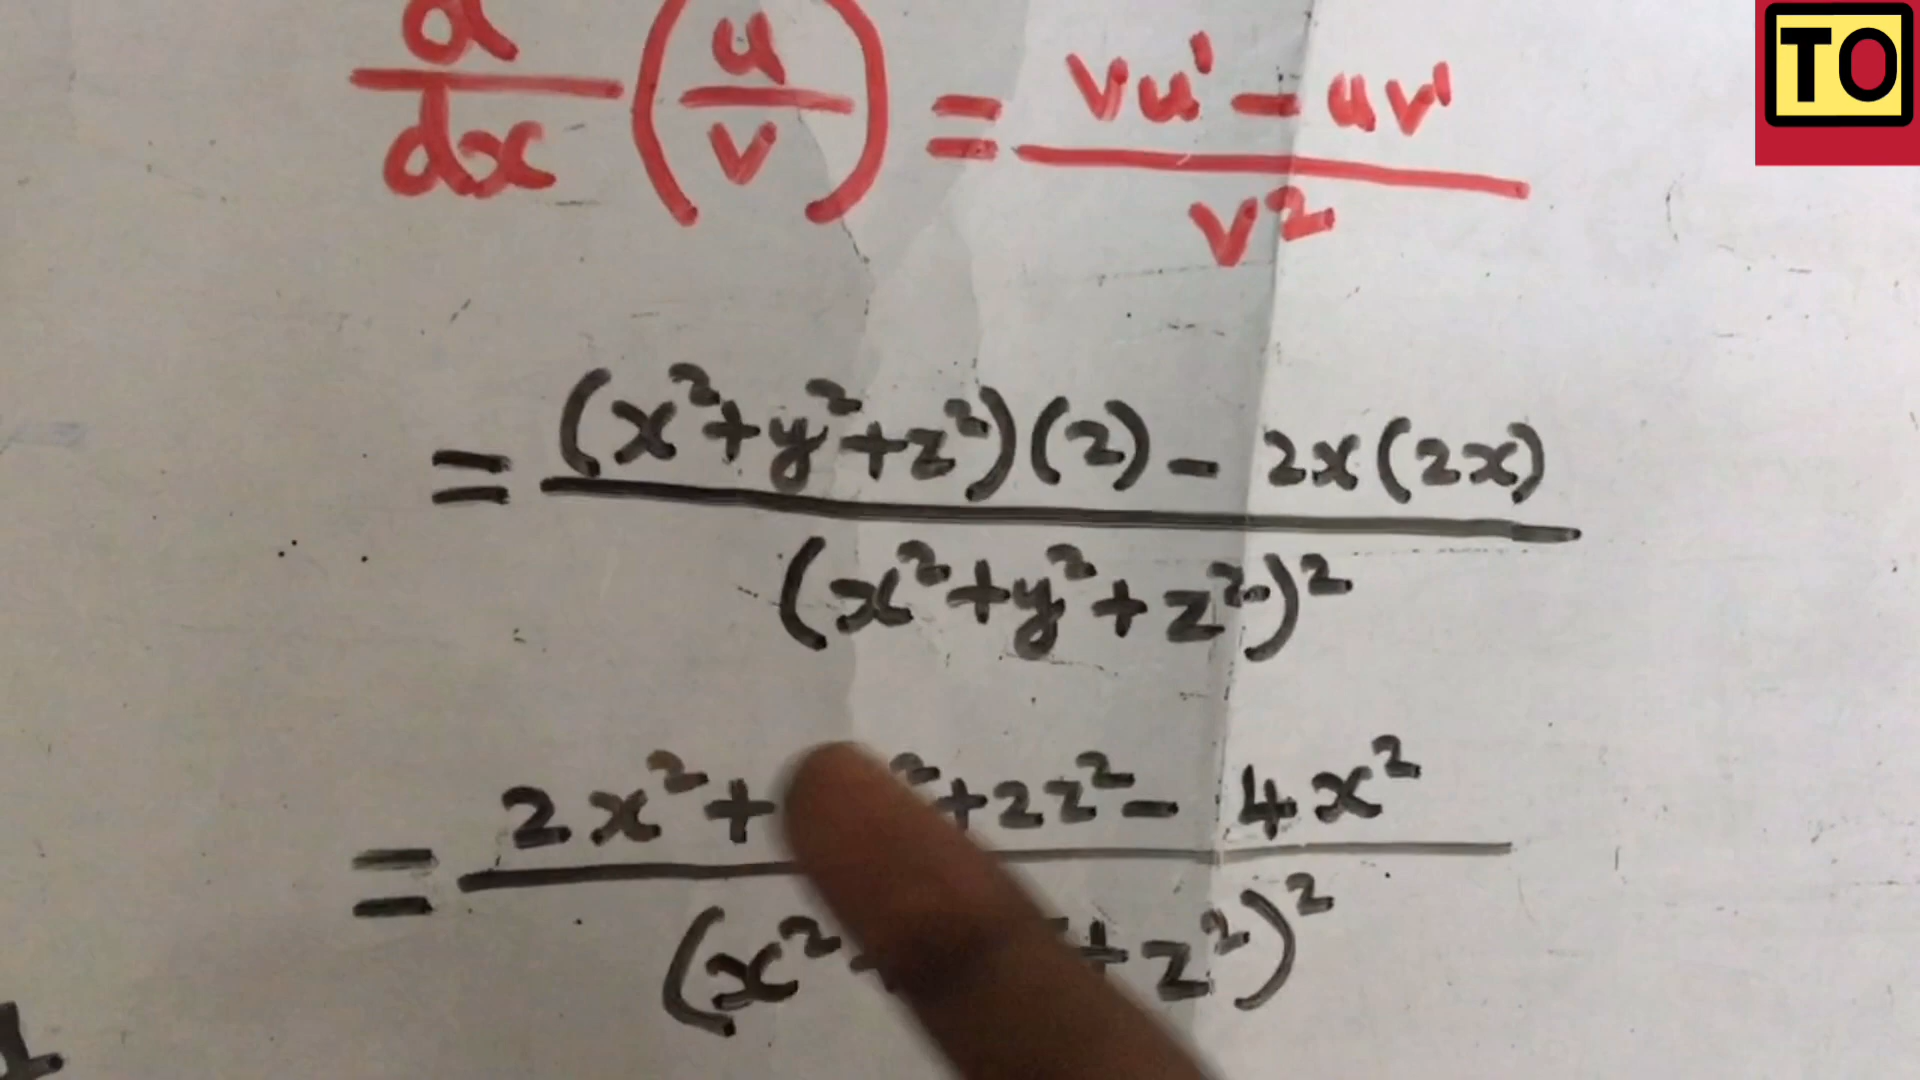 TO
d/dx (u/v) = (vu' - uv')/v²
= ((x²+y²+z²)(2) - 2x(2x))/(x²+y²+z²)²
= (2x²+ ² +2z² - 4x²)/(x²+ +z²)²